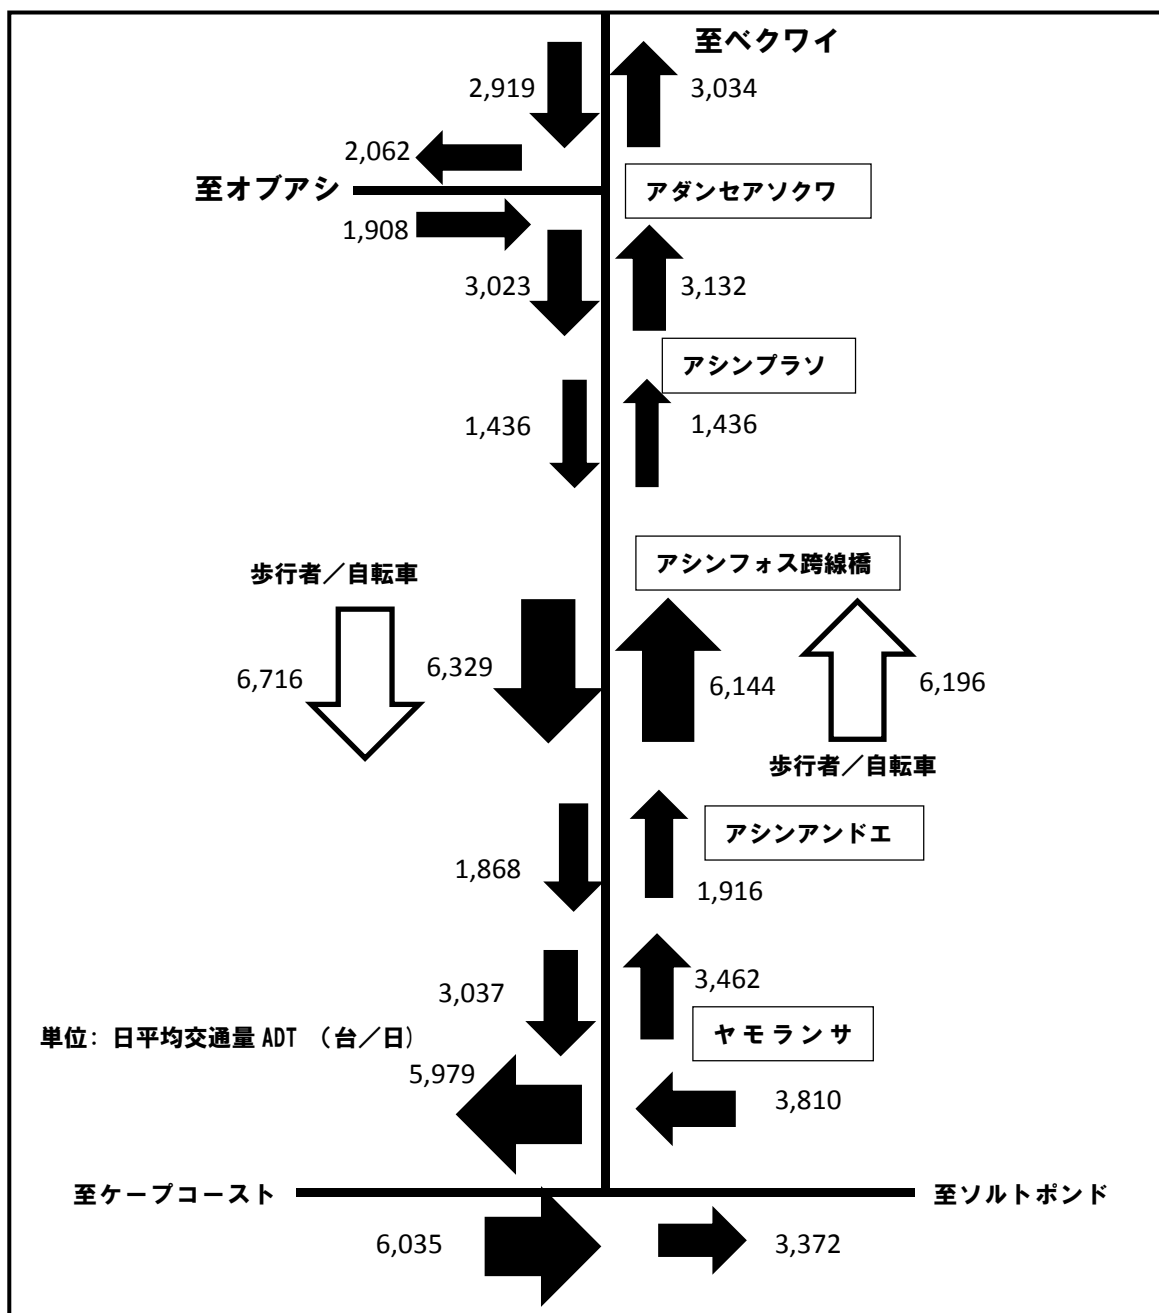 至ベクワイ
2,919
3,034
2,062
至オブアシ
アダンセアソクワ
1,908
3,023
3,132
アシンプラソ
1,436
1,436
アシンフォス跨線橋
歩行者／自転車
6,716
6,329
6,144
6,196
歩行者／自転車
アシンアンドエ
1,868
1,916
3,037
3,462
単位: 日平均交通量 ADT （台／日）
ヤモランサ
5,979
3,810
至ケープコースト
至ソルトポンド
6,035
3,372